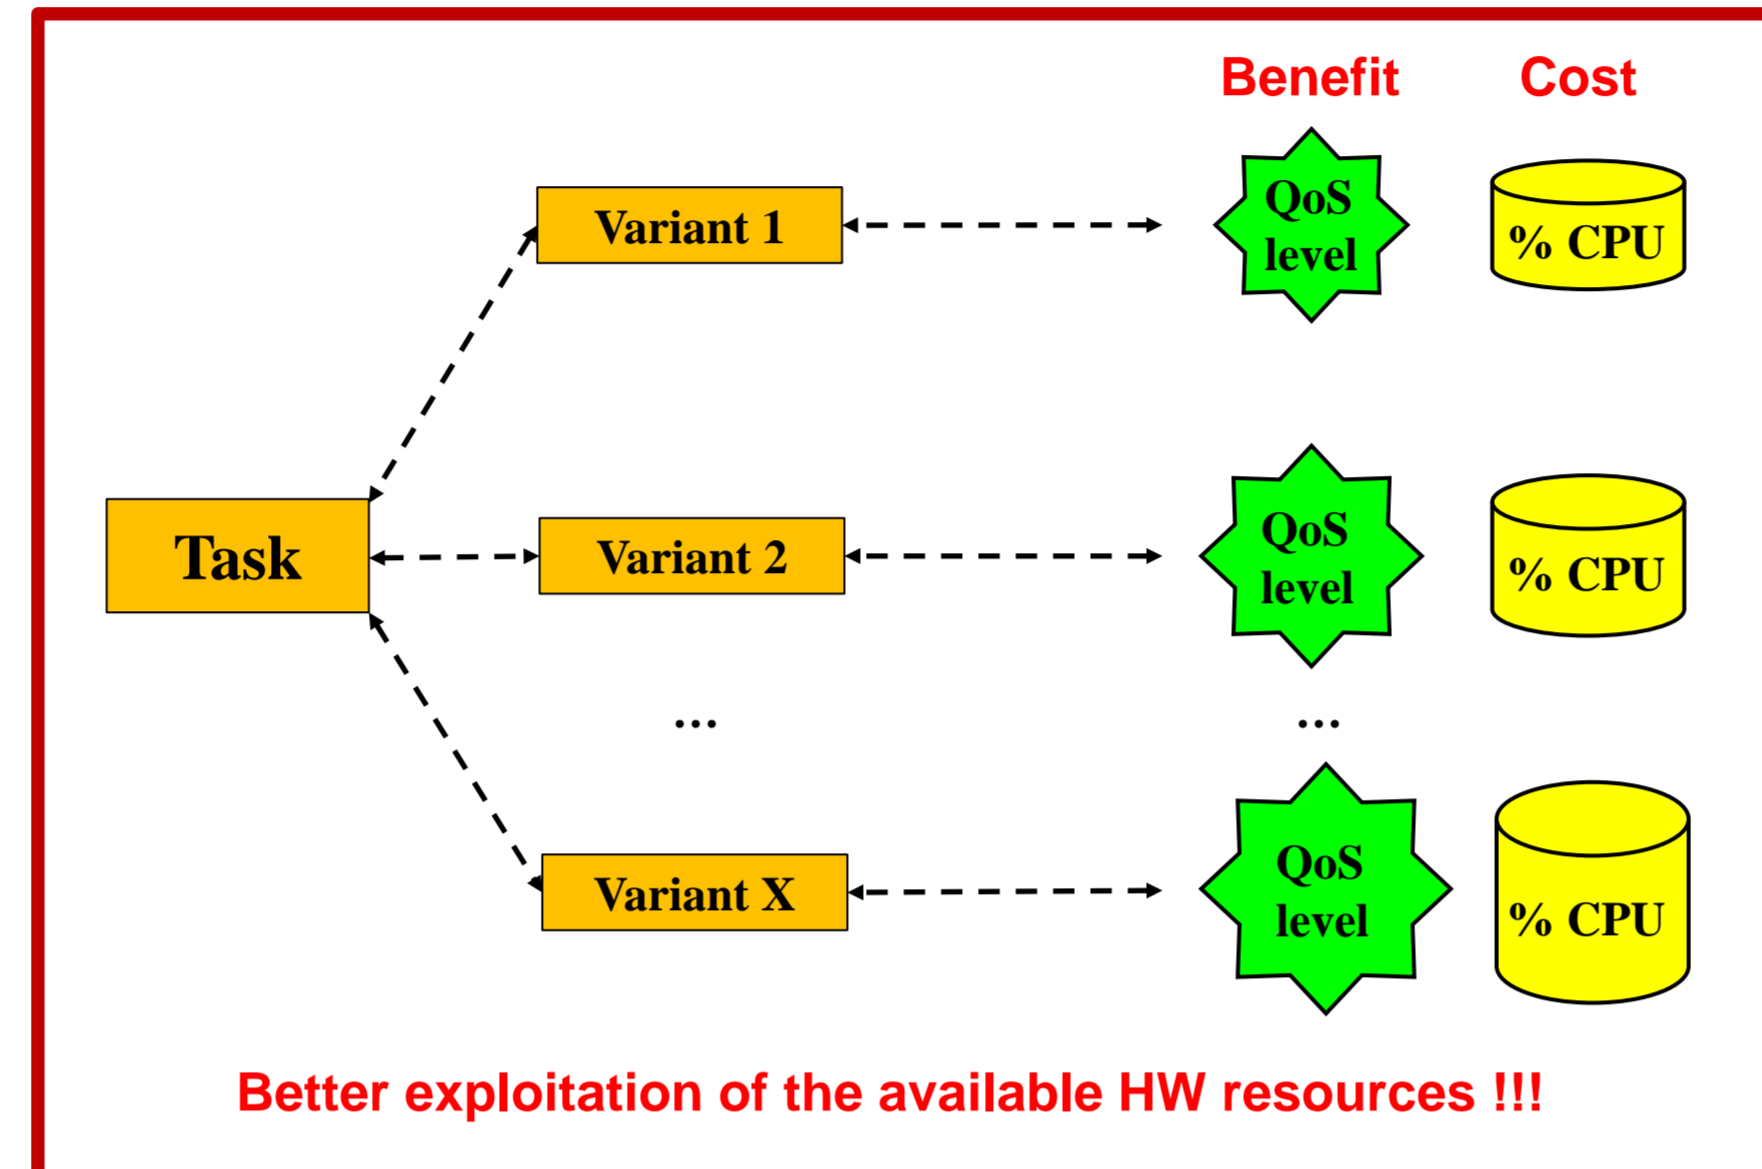 Benefit Cost
Variant 1
QoS
level
% CPU
Task
Variant 2
QoS
level
% CPU
... ...
Variant X
QoS
level
% CPU
Better exploitation of the available HW resources !!!